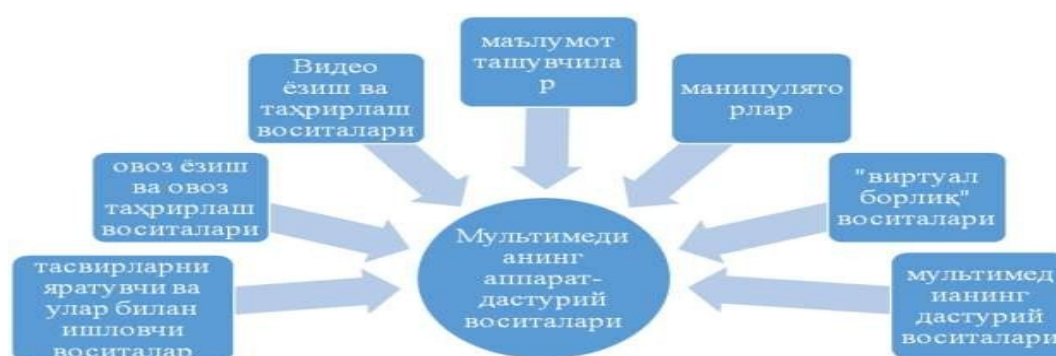 тасвирларни
яратувчи ва
улар билан
ишловчи
воситалар
овоз ёзиш
ва овоз
таҳрирлаш
воситалари
Видео
ёзиш ва
таҳрирлаш
воситалари
маълумот
ташувчила
р
манипулято
рлар
"виртуал
борлиқ"
воситалари
мультимед
ианинг
дастурий
воситалари
Мультимеди
анинг
аппарат-
дастурий
воситалари